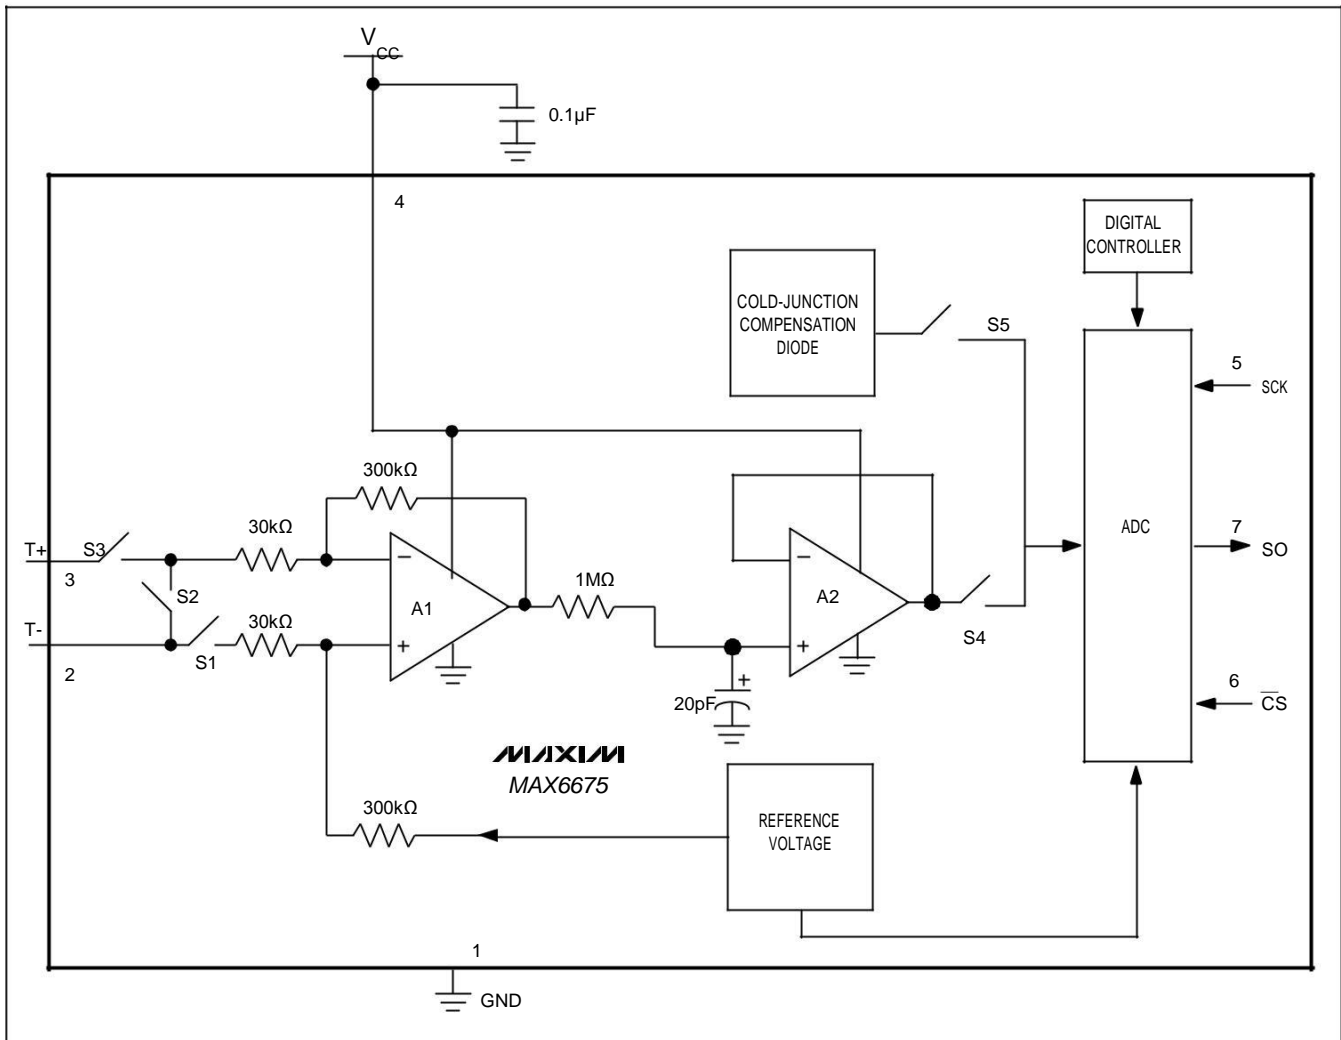 VCC
0.1µF
4
DIGITAL
CONTROLLER
COLD-JUNCTION
COMPENSATION
DIODE
S5
5
SCK
300kΩ
30kΩ
T+
S3
3
S2
1MΩ
A1
A2
ADC
7
SO
T-
30kΩ
S1
2
S4
20pF
+
6
CS
MAXIM
MAX6675
300kΩ
REFERENCE
VOLTAGE
1
GND